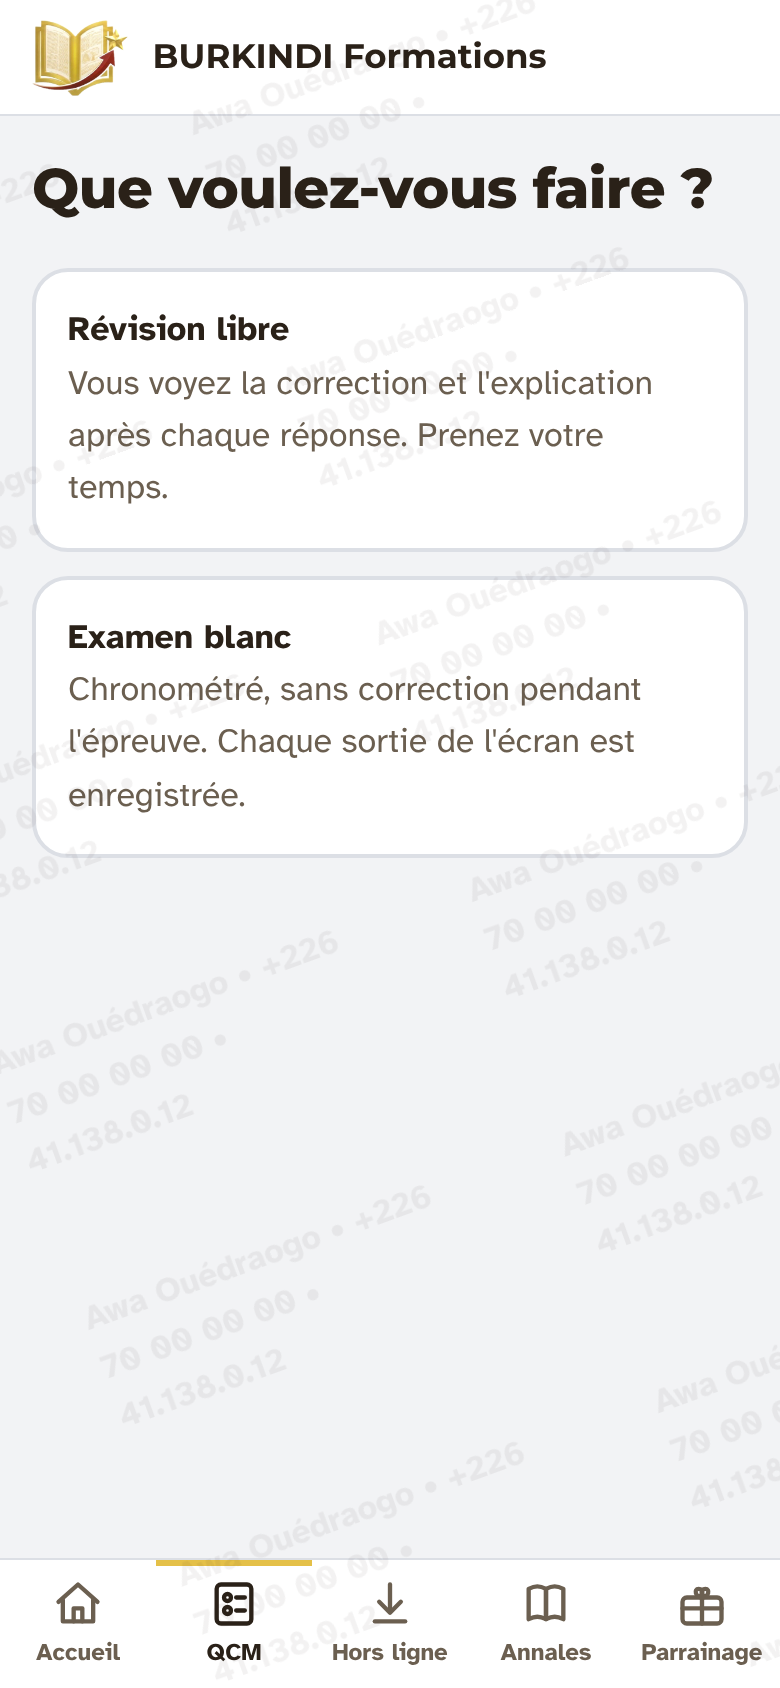 BURKINDI Formations
Que voulez-vous faire ?
Révision libre
Vous voyez la correction et l'explication
après chaque réponse. Prenez votre
temps.
Examen blanc
Chronométré, sans correction pendant
l'épreuve. Chaque sortie de l'écran est
enregistrée.
Awa Ouédraogo • +226
70 00 00 00 •
41.138.0.12
Accueil
QCM
Hors ligne
Annales
Parrainage